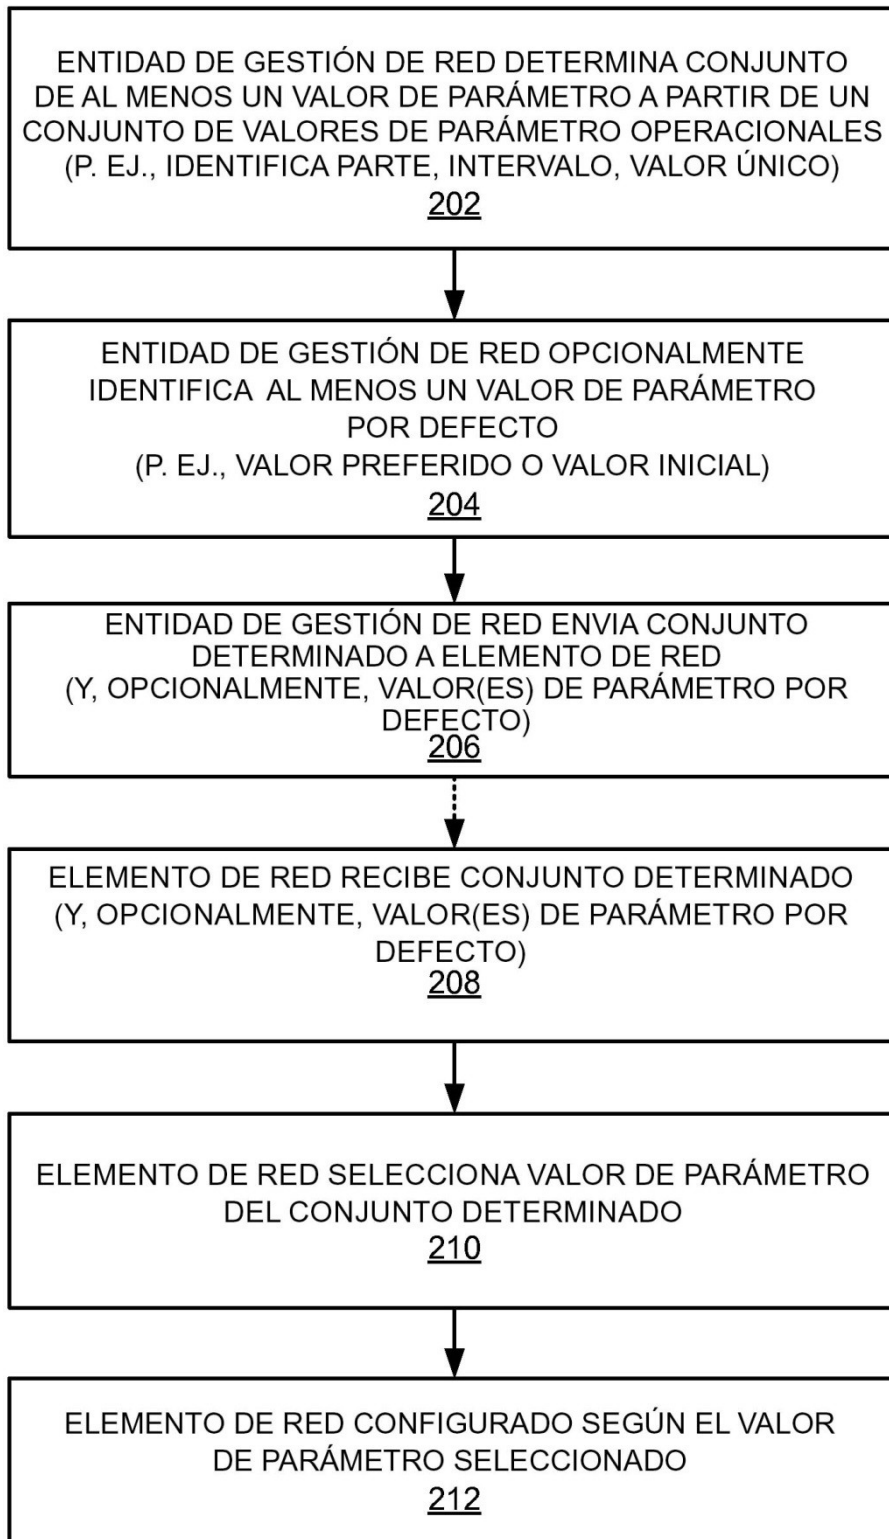 ENTIDAD DE GESTIÓN DE RED DETERMINA CONJUNTO
DE AL MENOS UN VALOR DE PARÁMETRO A PARTIR DE UN
CONJUNTO DE VALORES DE PARÁMETRO OPERACIONALES
(P. EJ., IDENTIFICA PARTE, INTERVALO, VALOR ÚNICO)
202
ENTIDAD DE GESTIÓN DE RED OPCIONALMENTE
IDENTIFICA AL MENOS UN VALOR DE PARÁMETRO
POR DEFECTO
(P. EJ., VALOR PREFERIDO O VALOR INICIAL)
204
ENTIDAD DE GESTIÓN DE RED ENVIA CONJUNTO
DETERMINADO A ELEMENTO DE RED
(Y, OPCIONALMENTE, VALOR(ES) DE PARÁMETRO POR
DEFECTO)
206
ELEMENTO DE RED RECIBE CONJUNTO DETERMINADO
(Y, OPCIONALMENTE, VALOR(ES) DE PARÁMETRO POR
DEFECTO)
208
ELEMENTO DE RED SELECCIONA VALOR DE PARÁMETRO
DEL CONJUNTO DETERMINADO
210
ELEMENTO DE RED CONFIGURADO SEGÚN EL VALOR
DE PARÁMETRO SELECCIONADO
212